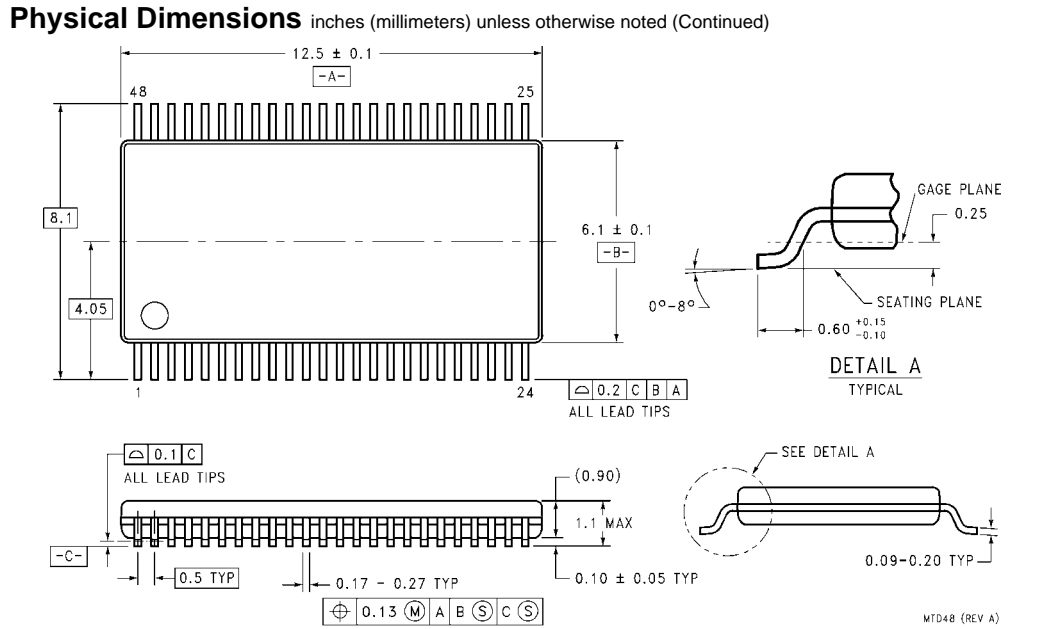 Physical Dimensions inches (millimeters) unless otherwise noted (Continued)
12.5 ± 0.1
-A-
48
25
8.1
4.05
6.1 ± 0.1
-B-
1
24
⌓ 0.2 C B A
ALL LEAD TIPS
GAGE PLANE
0.25
SEATING PLANE
0°-8°
0.60 +0.15 -0.10
DETAIL A
TYPICAL
⌓ 0.1 C
ALL LEAD TIPS
(0.90)
1.1 MAX
-C-
0.5 TYP
0.17 - 0.27 TYP
0.10 ± 0.05 TYP
⌖ 0.13 Ⓜ A B Ⓢ C Ⓢ
SEE DETAIL A
0.09-0.20 TYP
MTD48 (REV A)